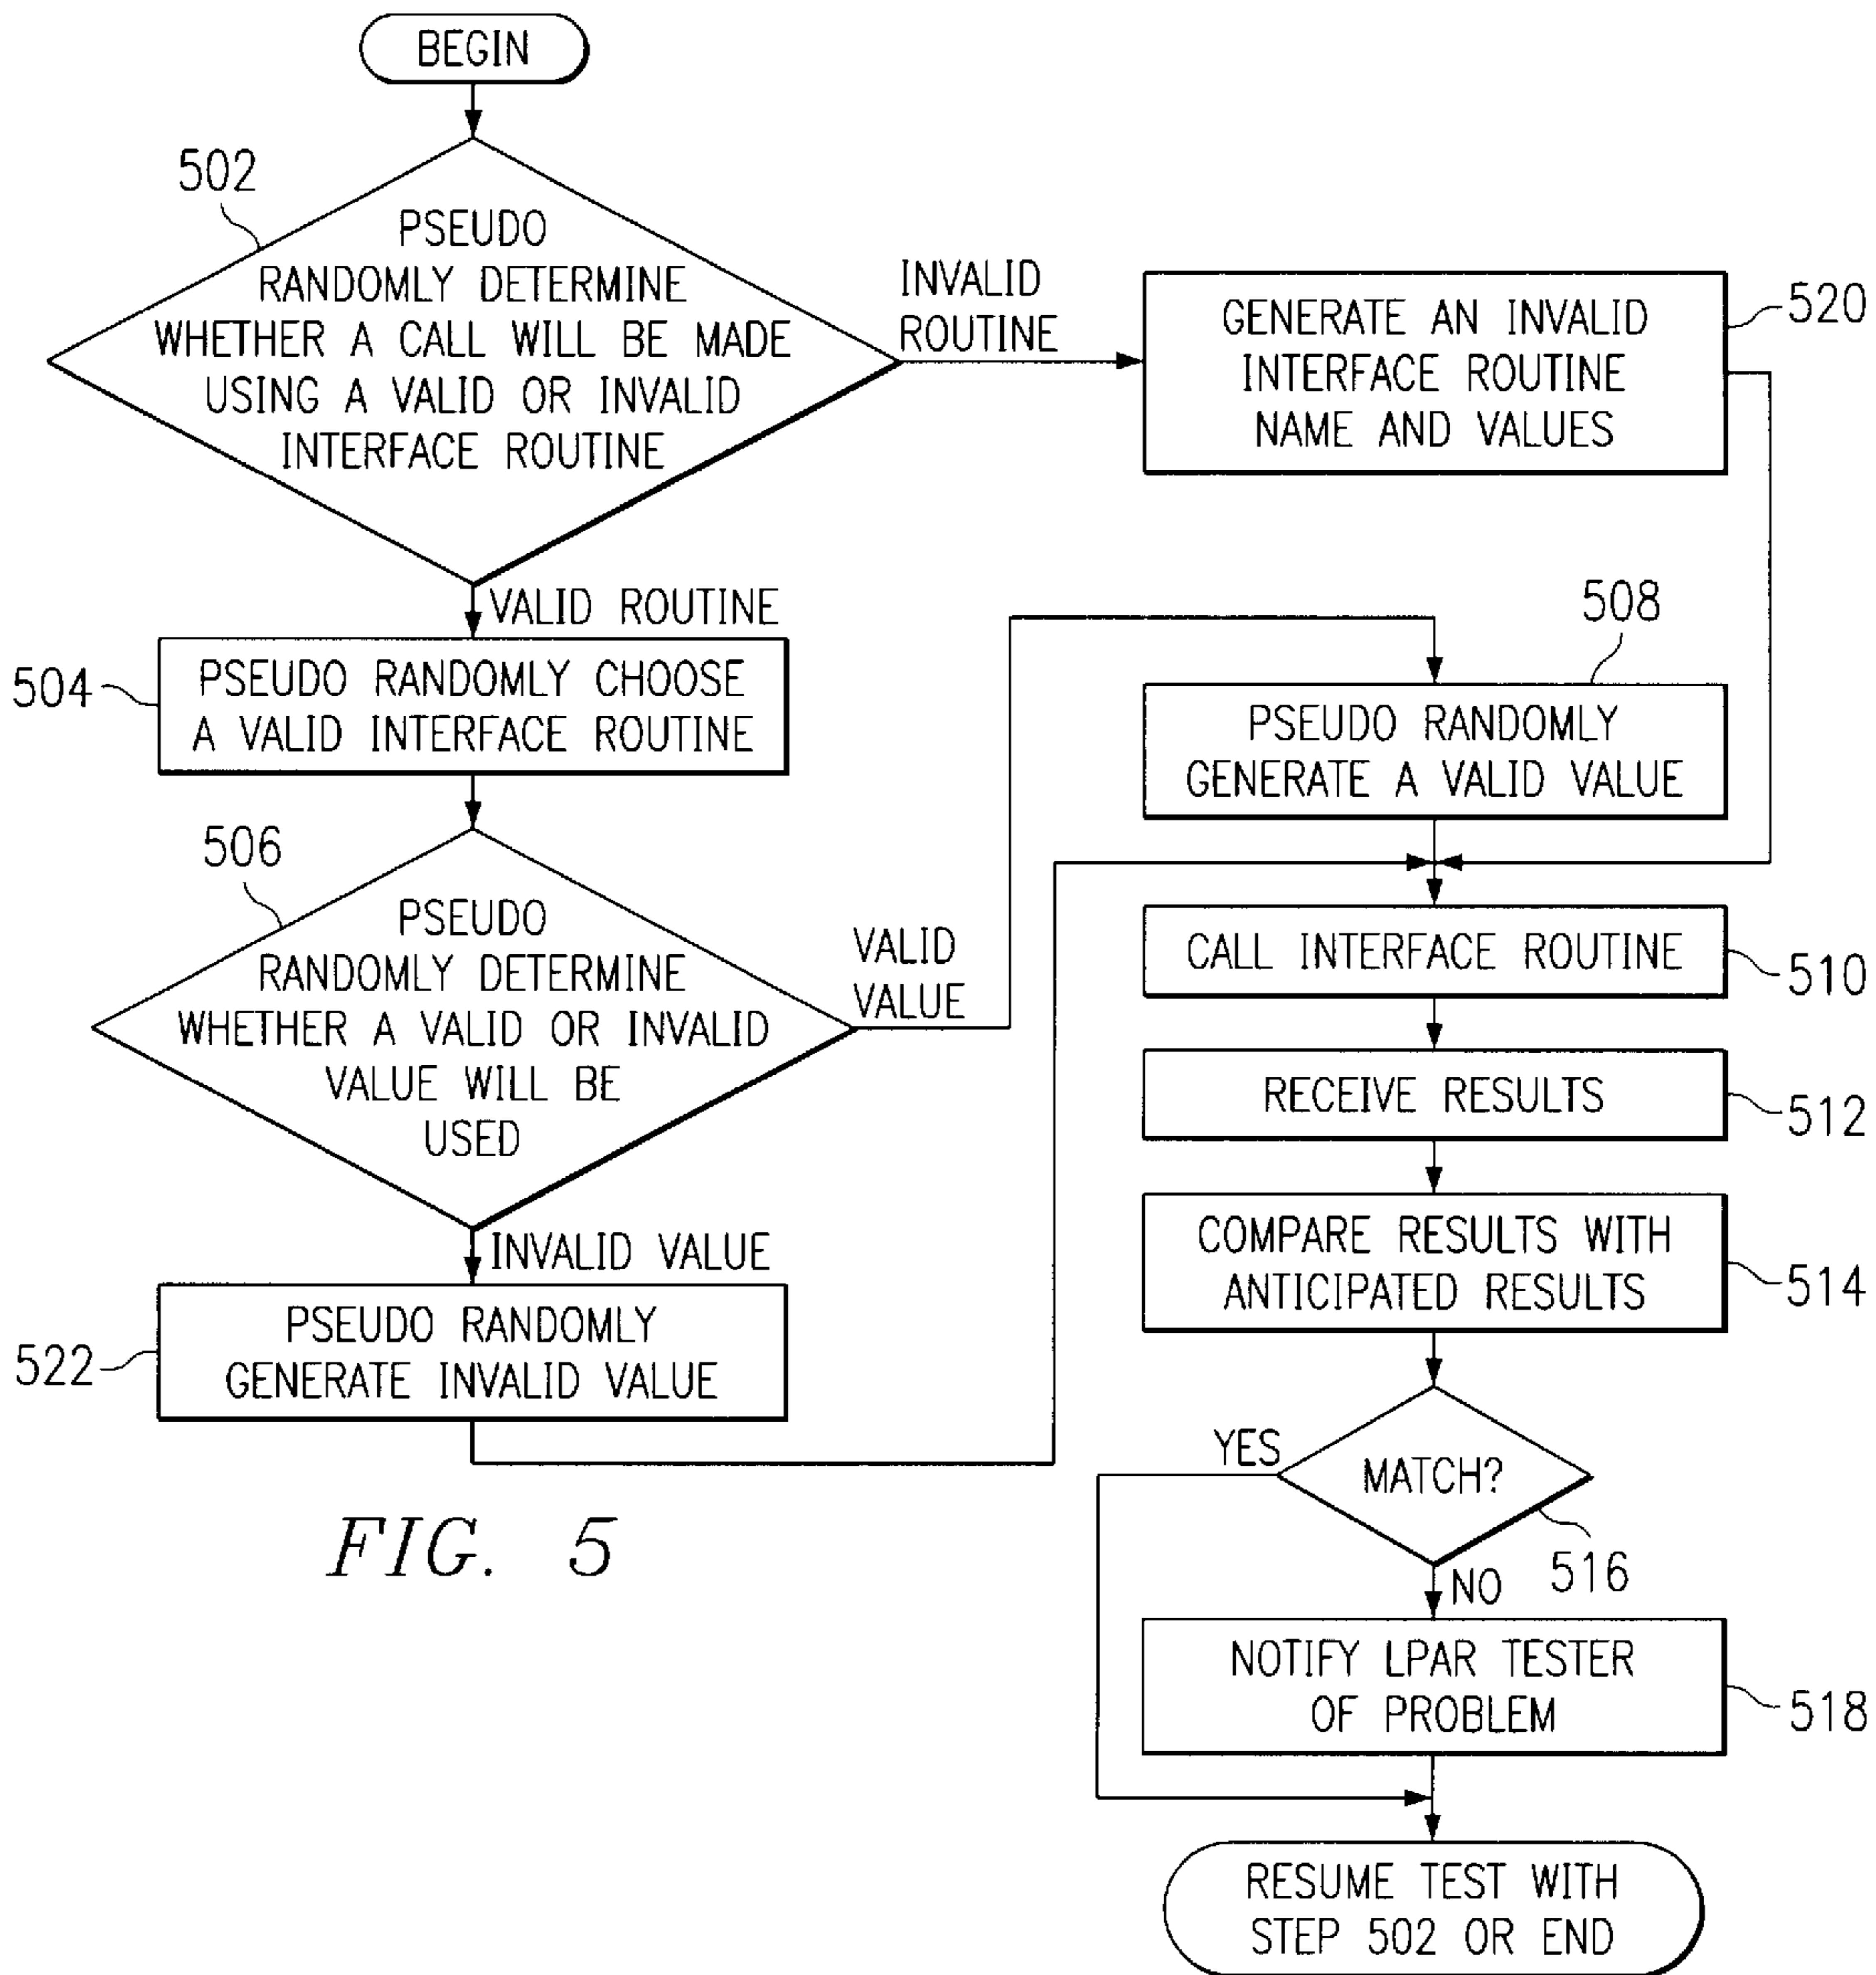 BEGIN
502
PSEUDO
RANDOMLY DETERMINE
WHETHER A CALL WILL BE MADE
USING A VALID OR INVALID
INTERFACE ROUTINE
INVALID
ROUTINE
GENERATE AN INVALID
INTERFACE ROUTINE
NAME AND VALUES
520
VALID ROUTINE
504
PSEUDO RANDOMLY CHOOSE
A VALID INTERFACE ROUTINE
506
PSEUDO
RANDOMLY DETERMINE
WHETHER A VALID OR INVALID
VALUE WILL BE
USED
VALID
VALUE
508
PSEUDO RANDOMLY
GENERATE A VALID VALUE
INVALID VALUE
522
PSEUDO RANDOMLY
GENERATE INVALID VALUE
CALL INTERFACE ROUTINE
510
RECEIVE RESULTS
512
COMPARE RESULTS WITH
ANTICIPATED RESULTS
514
YES
MATCH?
516
NO
NOTIFY LPAR TESTER
OF PROBLEM
518
RESUME TEST WITH
STEP 502 OR END
FIG. 5